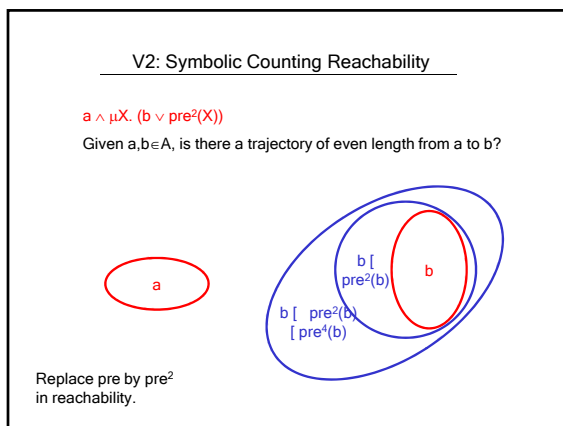 V2: Symbolic Counting Reachability
a ∧ μX. (b ∨ pre²(X))
Given a,b∈A, is there a trajectory of even length from a to b?
a
b [
pre²(b)
b
b [ pre²(b)
[ pre⁴(b)
Replace pre by pre²
in reachability.